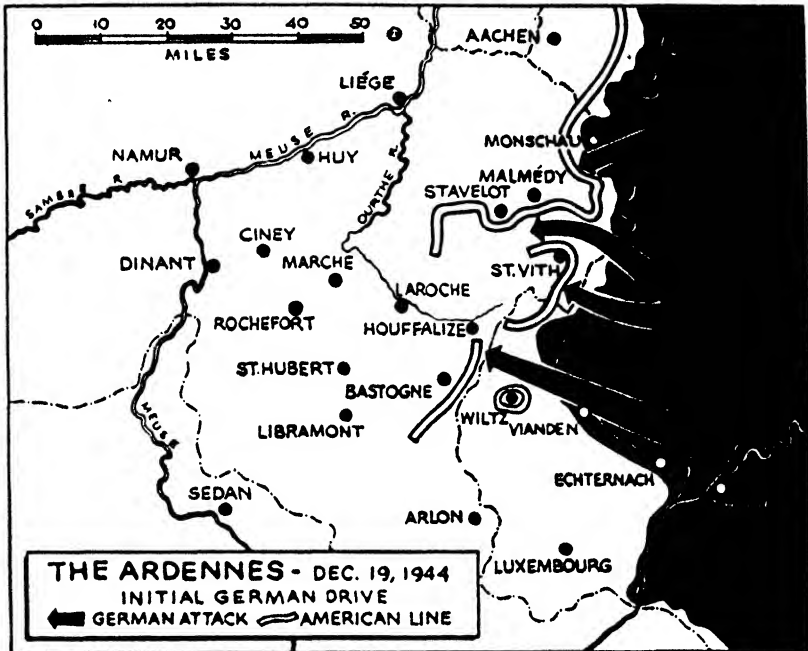 0 10 20 30 40 50
MILES
AACHEN
LIÉGE
MONSCHAU
MEUSE R.
NAMUR
HUY
OURTHE R.
MALMÉDY
STAVELOT
SAMBRE R.
CINEY
DINANT
MARCHE
ST.VITH
LAROCHE
ROCHEFORT
HOUFFALIZE
ST.HUBERT
BASTOGNE
WILTZ
VIANDEN
LIBRAMONT
MEUSE
ECHTERNACH
SEDAN
ARLON
LUXEMBOURG
THE ARDENNES - DEC. 19, 1944
INITIAL GERMAN DRIVE
GERMAN ATTACK AMERICAN LINE